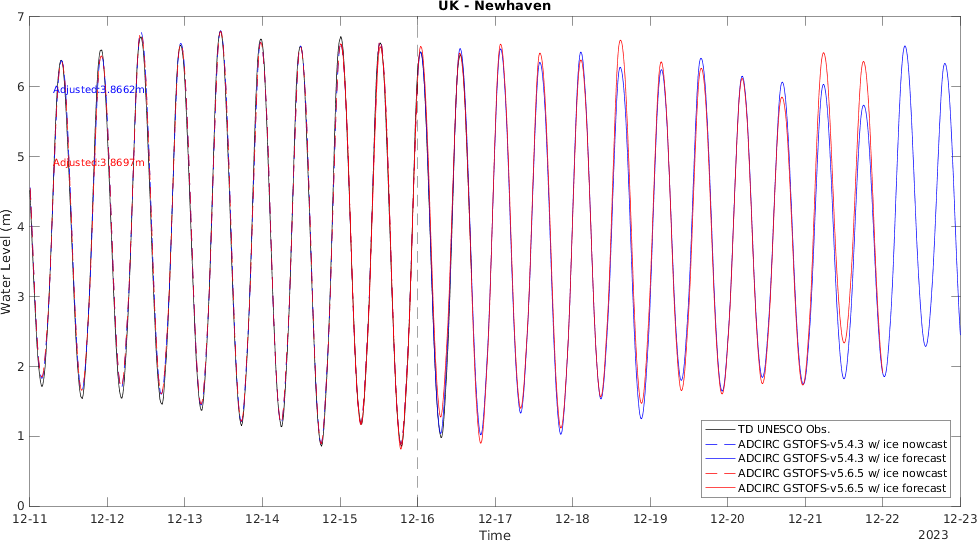 UK - Newhaven
7
6
5
4
3
2
1
0
Water Level (m)
Adjusted:3.8662m
Adjusted:3.8697m
TD UNESCO Obs.
ADCIRC GSTOFS-v5.4.3 w/ ice nowcast
ADCIRC GSTOFS-v5.4.3 w/ ice forecast
ADCIRC GSTOFS-v5.6.5 w/ ice nowcast
ADCIRC GSTOFS-v5.6.5 w/ ice forecast
12-11 12-12 12-13 12-14 12-15 12-16 12-17 12-18 12-19 12-20 12-21 12-22 12-23
Time
2023